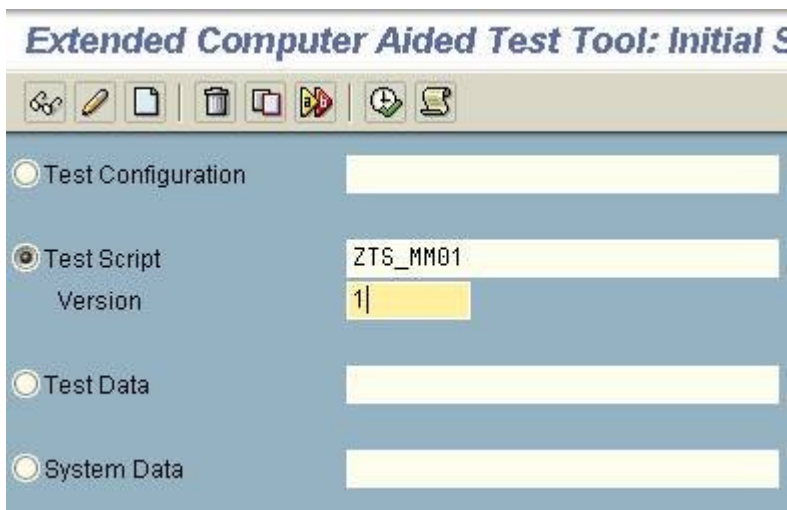 Extended Computer Aided Test Tool: Initial S
Test Configuration
Test Script ZTS_MM01
Version 1
Test Data
System Data